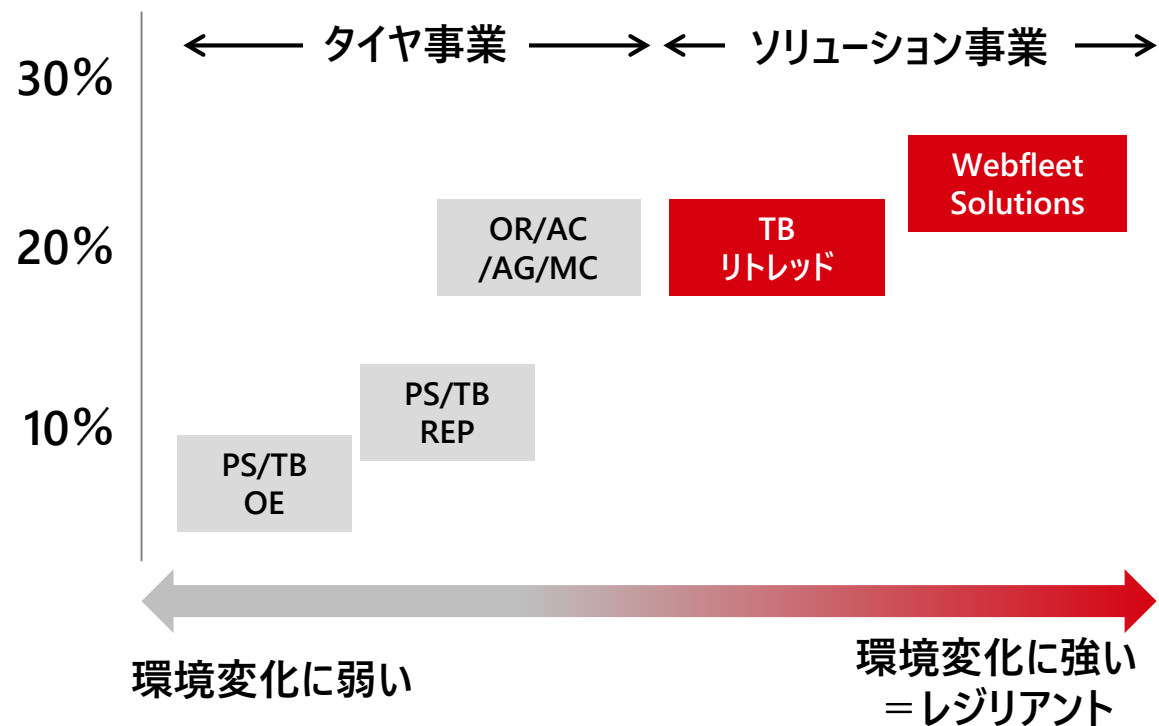 タイヤ事業
ソリューション事業
30%
20%
10%
Webfleet
Solutions
OR/AC
/AG/MC
TB
リトレッド
PS/TB
REP
PS/TB
OE
環境変化に弱い
環境変化に強い
＝レジリアント